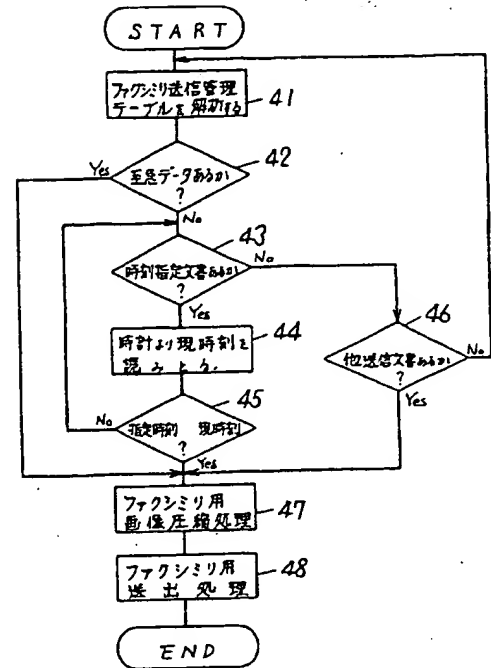 START
ファクシミリ送信管理
テーブルを解析する
41
42
至急データあるか
?
Yes
No
43
時刻指定文書あるか
?
No
Yes
44
時計より現時刻を
読みとる.
46
他送信文書あるか
?
No
Yes
45
指定時刻 現時刻
?
No
Yes
ファクシミリ用
画像圧縮処理
47
ファクシミリ用
送出処理
48
END